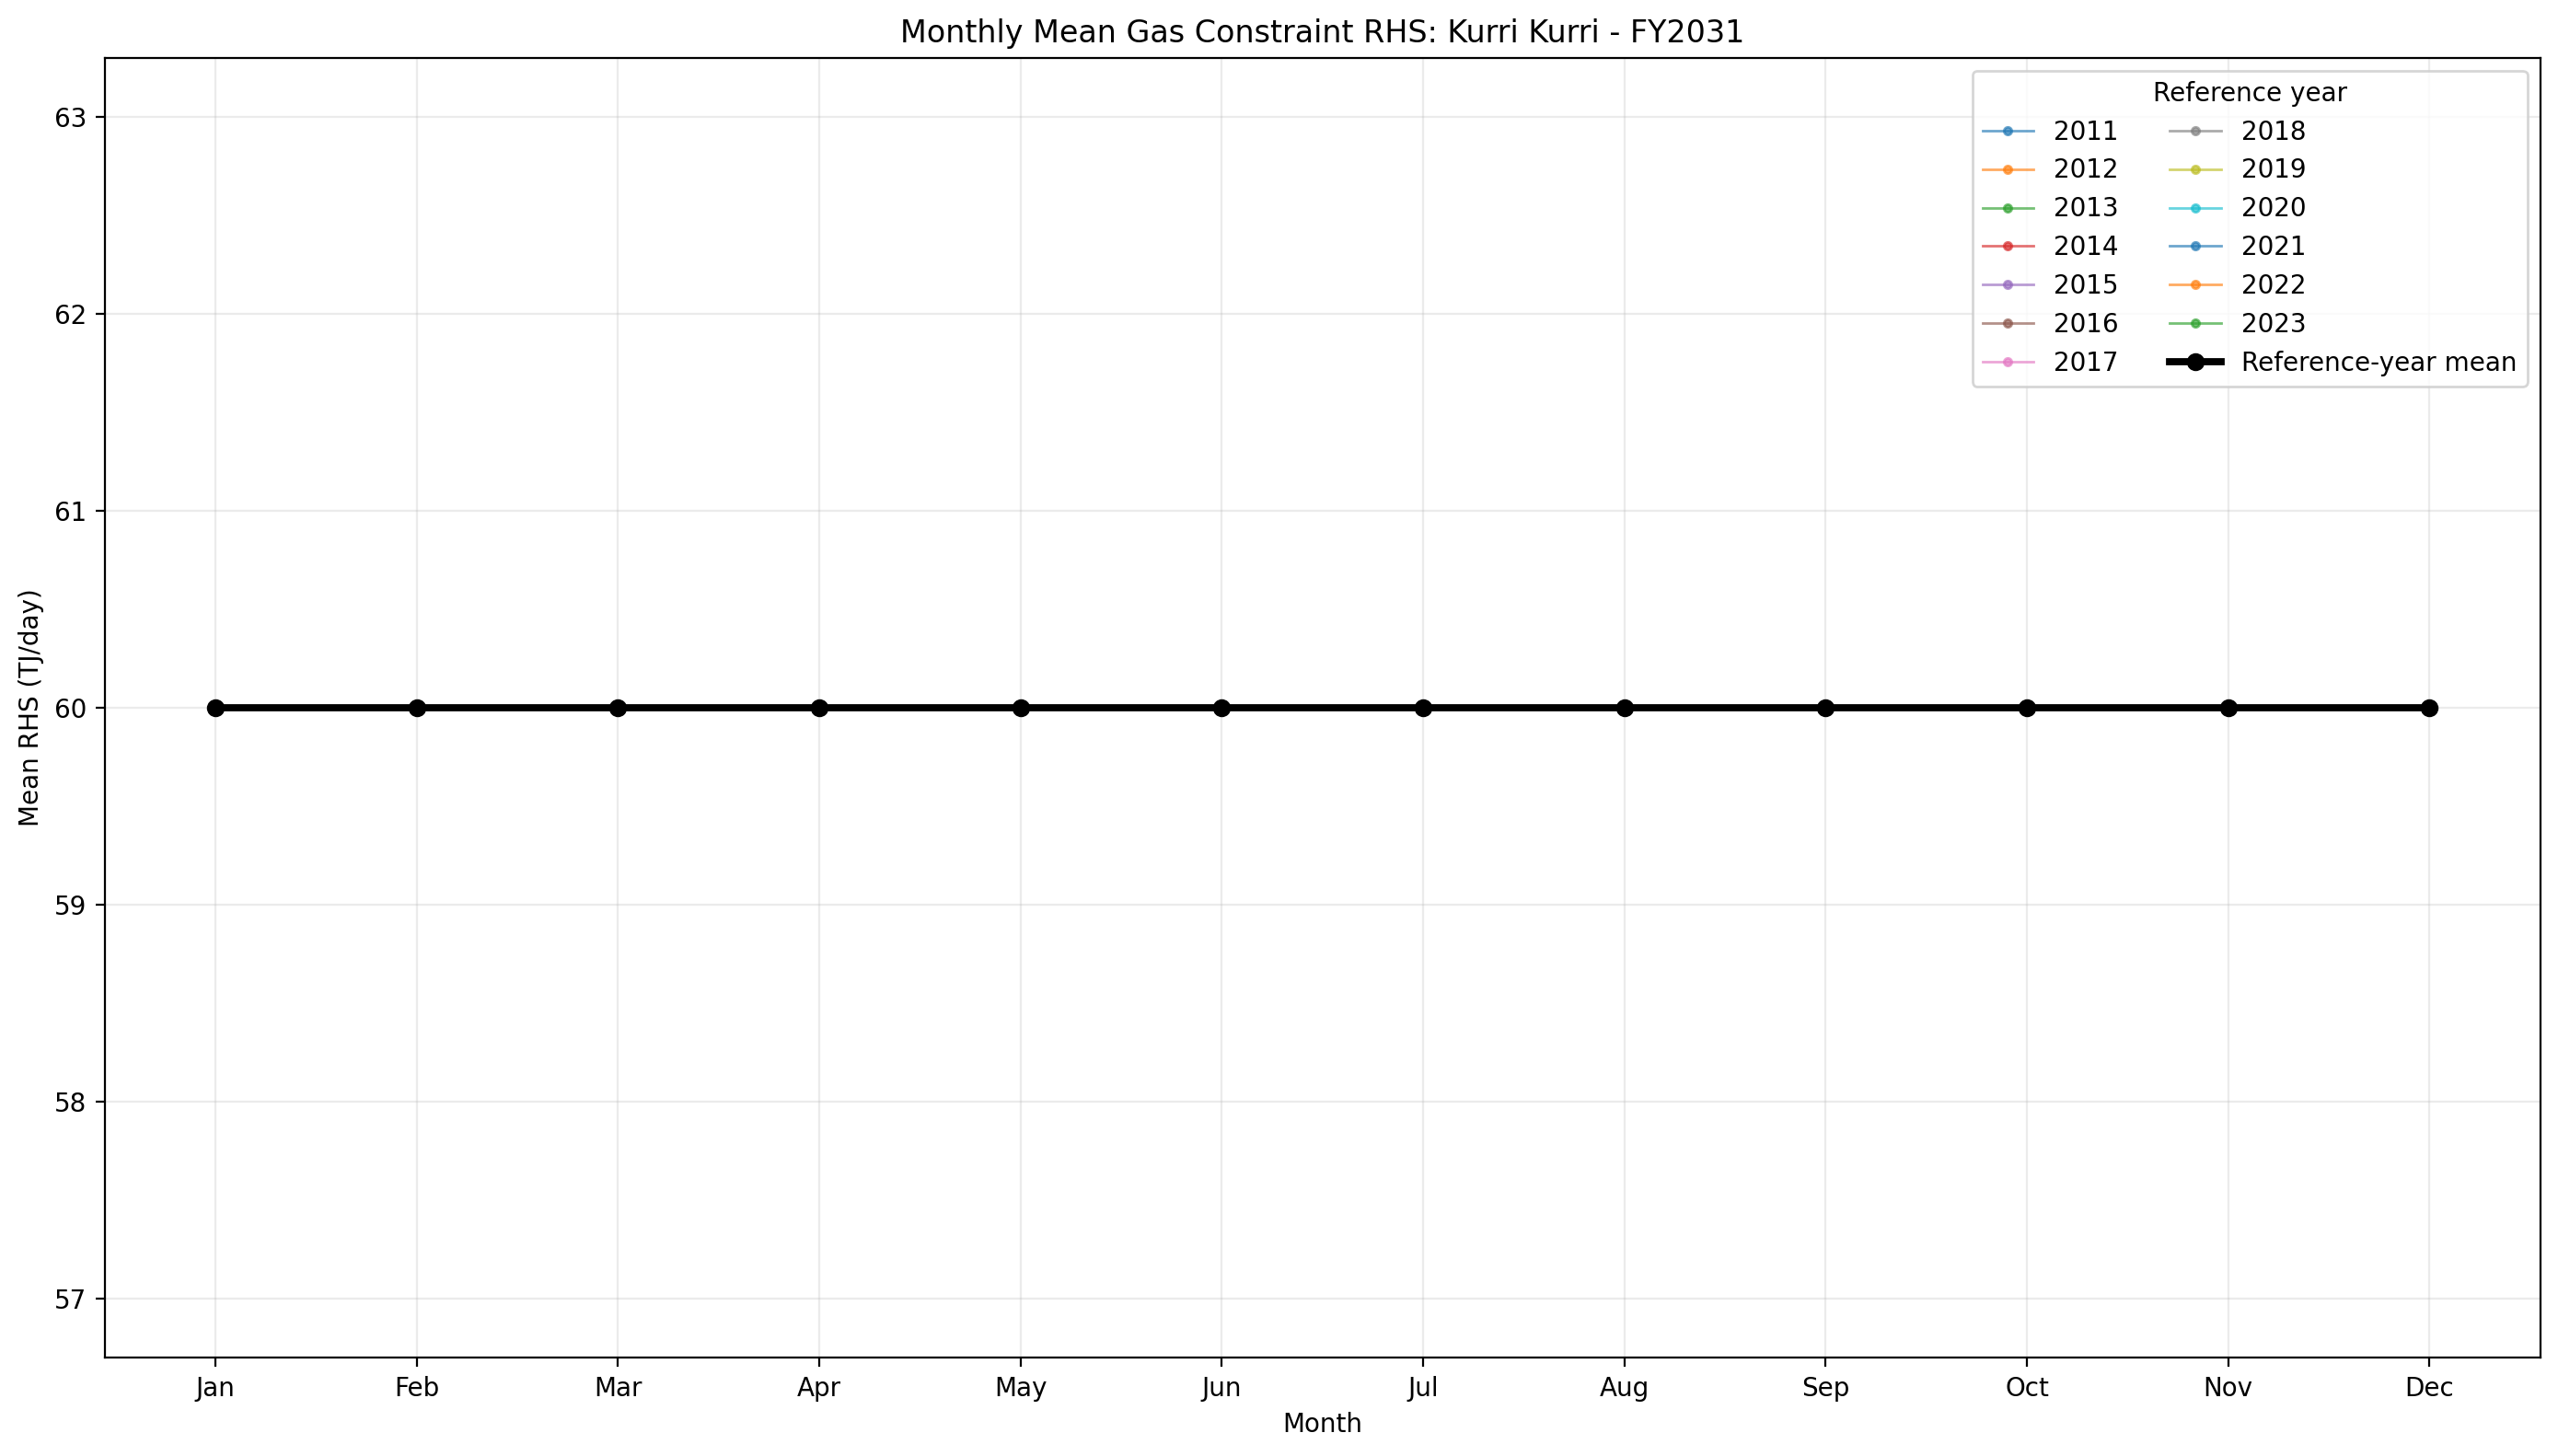 Monthly Mean Gas Constraint RHS: Kurri Kurri - FY2031
Reference year
2011
2012
2013
2014
2015
2016
2017
2018
2019
2020
2021
2022
2023
Reference-year mean
Mean RHS (TJ/day)
63
62
61
60
59
58
57
Jan
Feb
Mar
Apr
May
Jun
Jul
Aug
Sep
Oct
Nov
Dec
Month